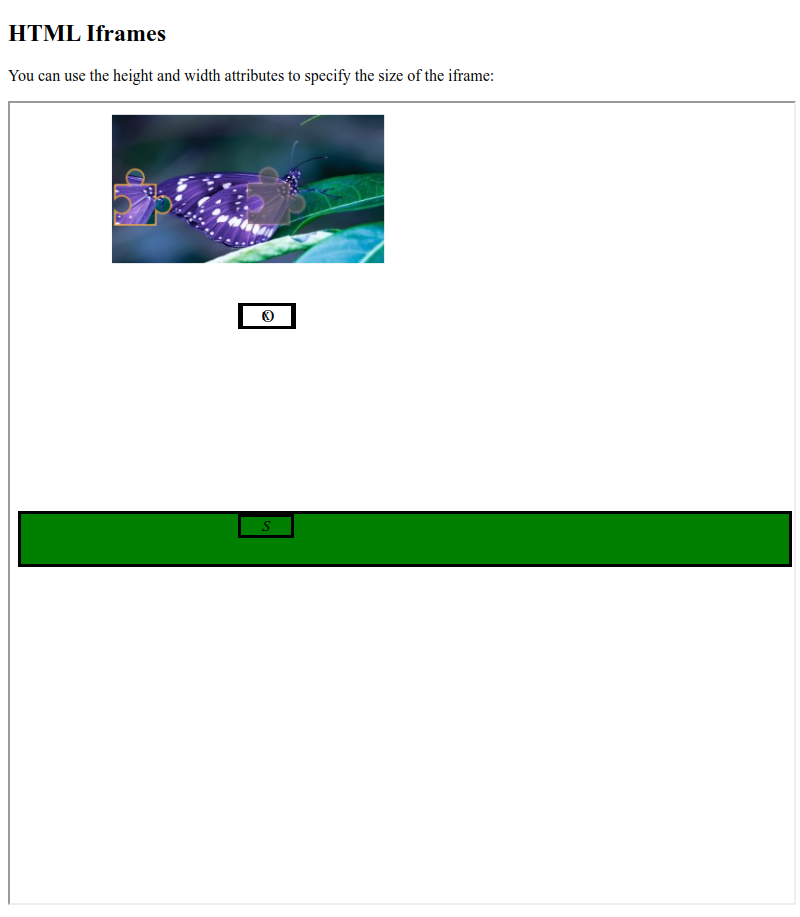 HTML Iframes
You can use the height and width attributes to specify the size of the iframe:
S